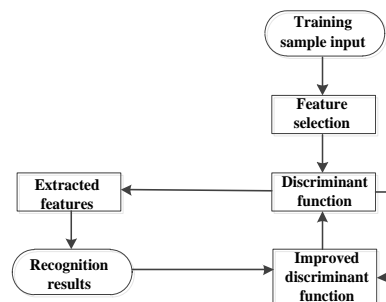 Training
sample input
Feature
selection
Extracted
features
Discriminant
function
Recognition
results
Improved
discriminant
function